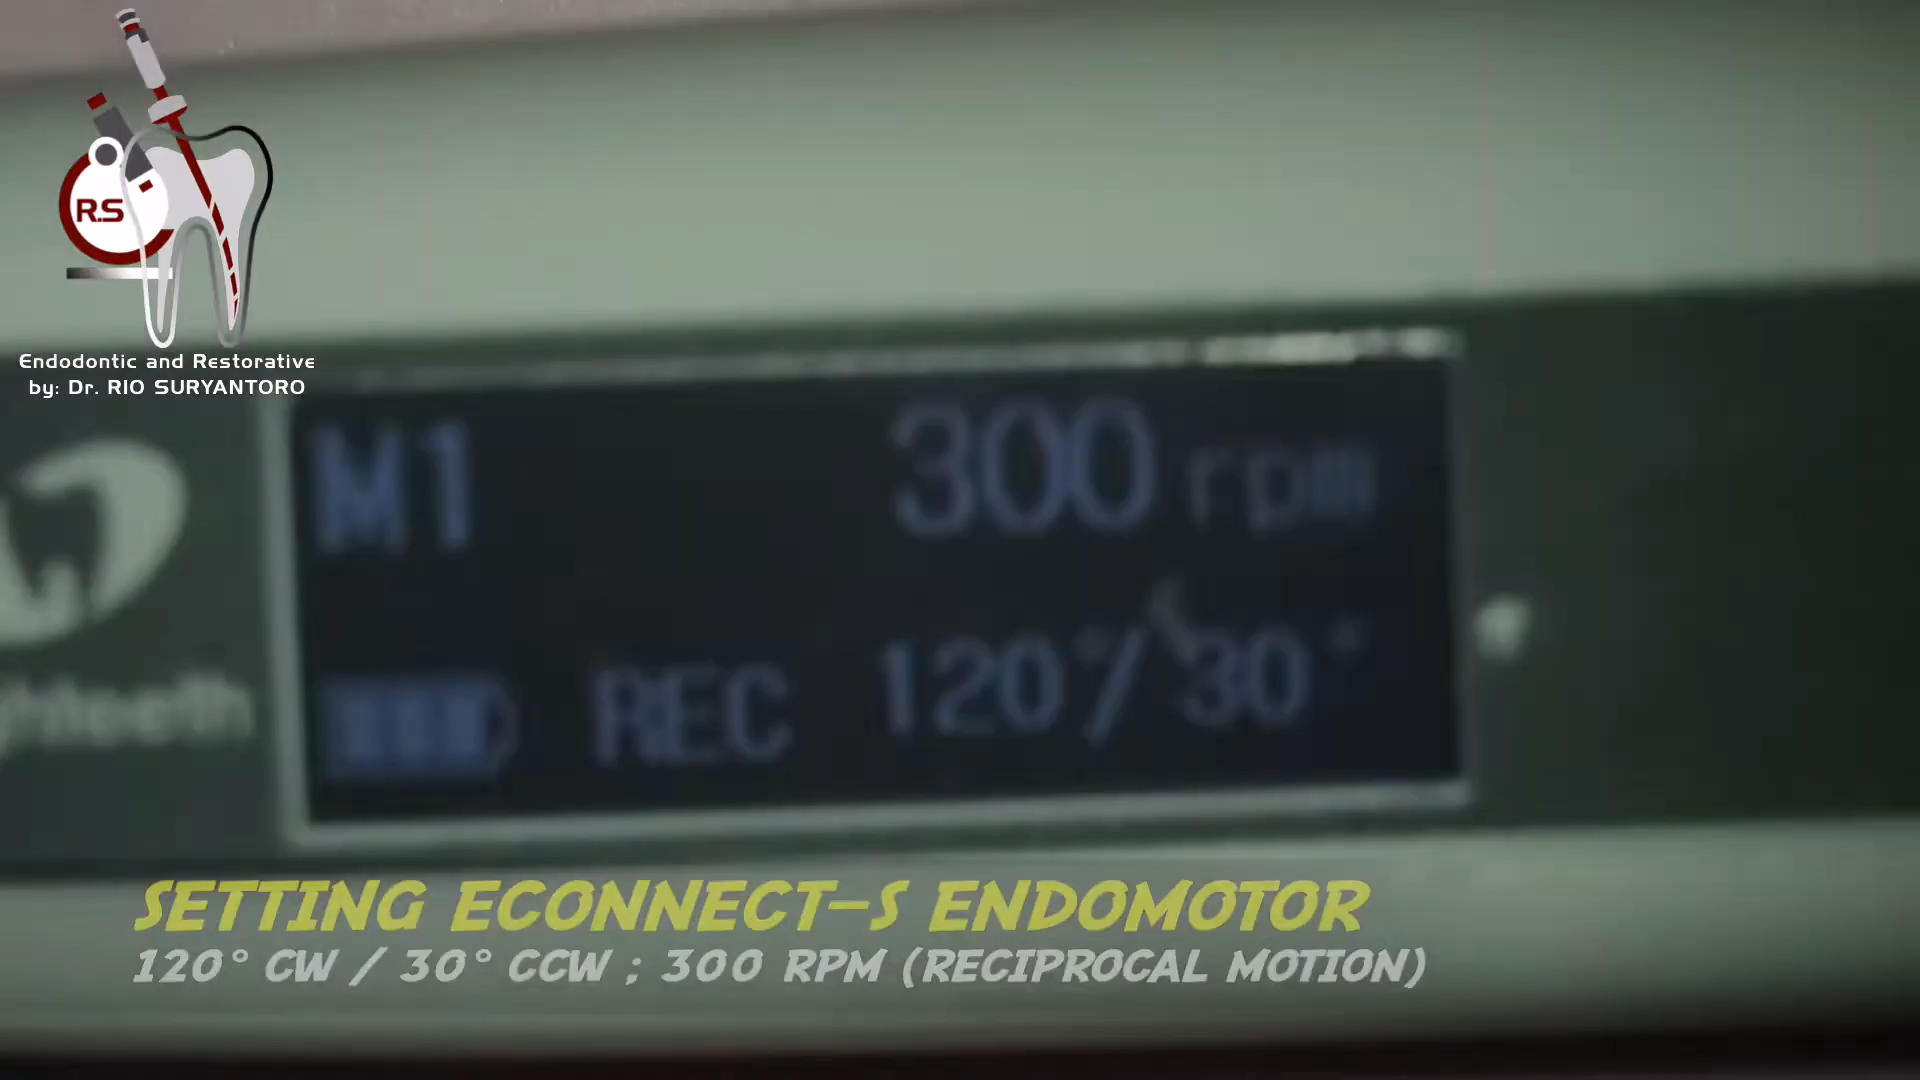 R.S
Endodontic and Restorative
by: Dr. RIO SURYANTORO
M1 300 rpm
REC 120°/30°
SETTING ECONNECT-S ENDOMOTOR
120° CW / 30° CCW ; 300 RPM (RECIPROCAL MOTION)